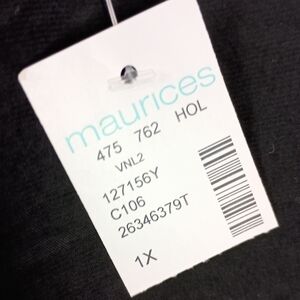 maurices
475 762 HOL
VNL2
127156Y
C106
26346379T
1X